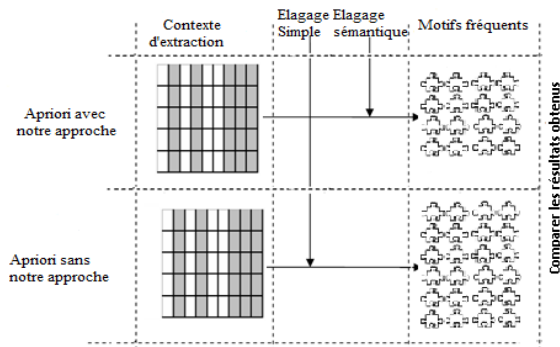 Contexte
d'extraction
Elagage
Simple
Elagage
sémantique
Motifs fréquents
Apriori avec
notre approche
Apriori sans
notre approche
Comparer les résultats obtenus